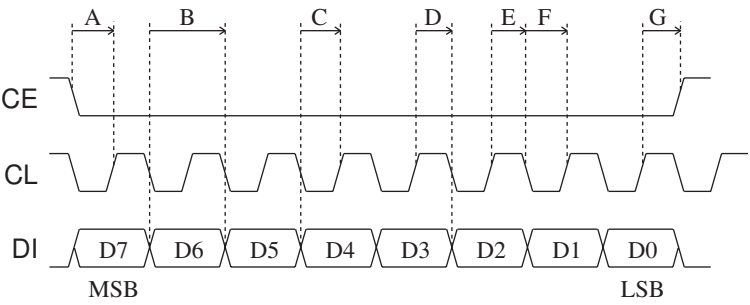 A B C D E F G
CE
CL
DI D7 D6 D5 D4 D3 D2 D1 D0
MSB LSB